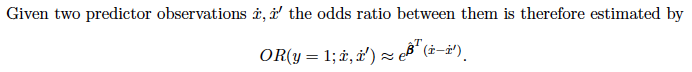 Given two predictor observations ẋ, ẋ′ the odds ratio between them is therefore estimated by
OR(y = 1; ẋ, ẋ′) ≈ e^{β̂^T (ẋ−ẋ′)}.